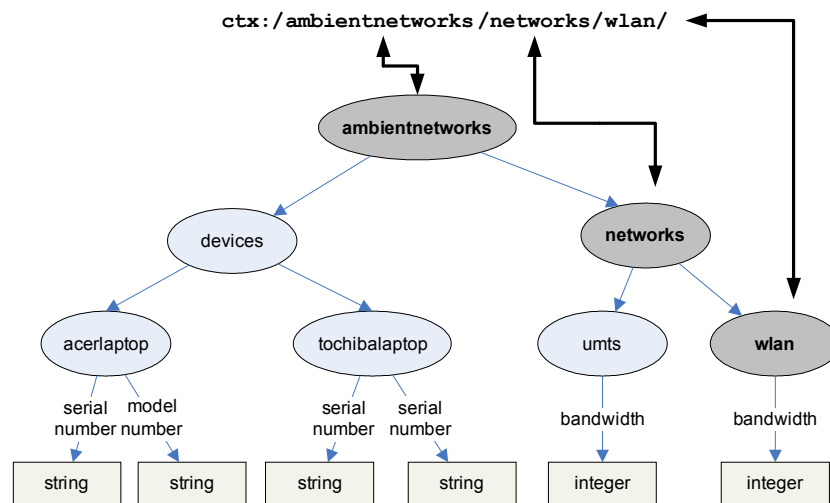 ctx:/ambientnetworks/networks/wlan/
ambientnetworks
devices
networks
acerlaptop
tochibalaptop
umts
wlan
serial
number
model
number
serial
number
serial
number
bandwidth
bandwidth
string
string
string
string
integer
integer